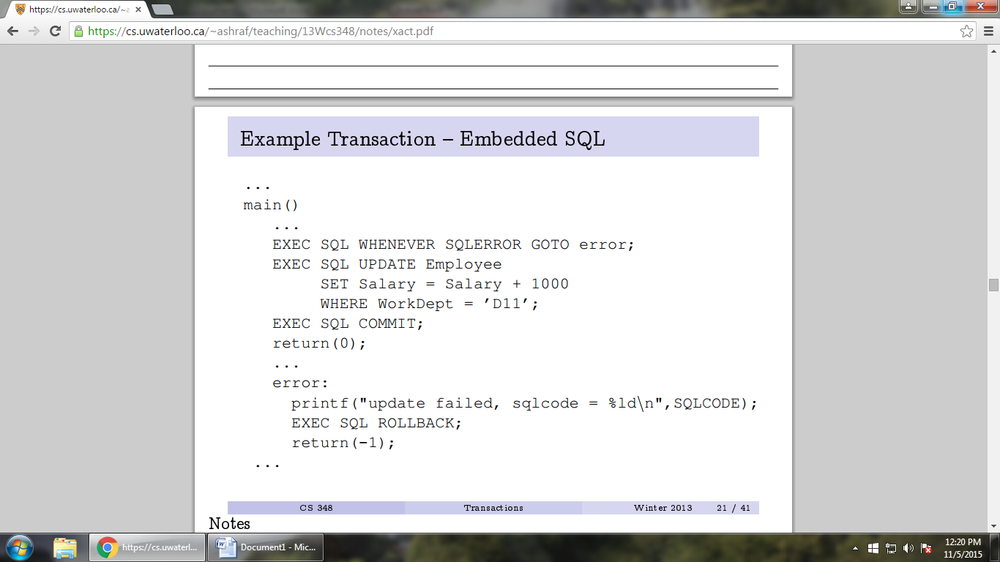 https://cs.uwaterloo.ca/~a
https://cs.uwaterloo.ca/~ashraf/teaching/13Wcs348/notes/xact.pdf
Example Transaction – Embedded SQL
...
main()
...
EXEC SQL WHENEVER SQLERROR GOTO error;
EXEC SQL UPDATE Employee
SET Salary = Salary + 1000
WHERE WorkDept = ’D11’;
EXEC SQL COMMIT;
return(0);
...
error:
printf("update failed, sqlcode = %ld\n",SQLCODE);
EXEC SQL ROLLBACK;
return(-1);
...
CS 348 Transactions Winter 2013 21 / 41
Notes
https://cs.uwaterl... Document1 - Mic... 12:20 PM
11/5/2015